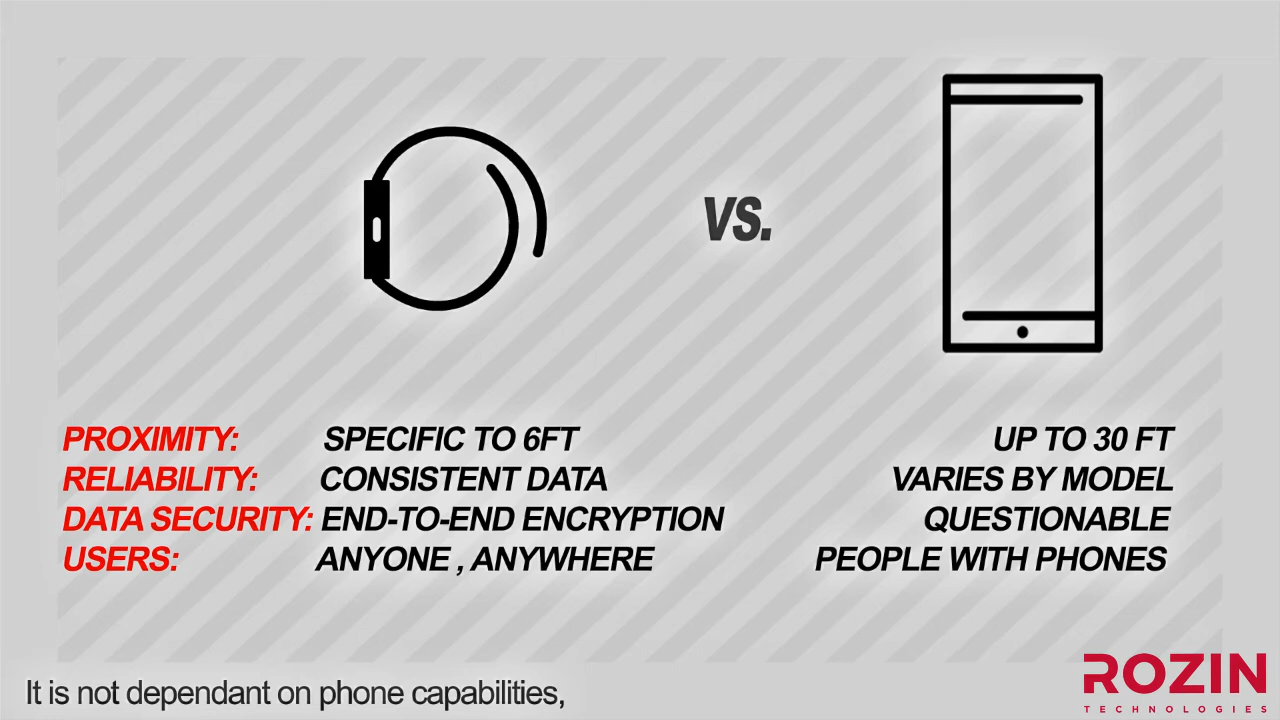 VS.
PROXIMITY: SPECIFIC TO 6FT UP TO 30 FT
RELIABILITY: CONSISTENT DATA VARIES BY MODEL
DATA SECURITY: END-TO-END ENCRYPTION QUESTIONABLE
USERS: ANYONE , ANYWHERE PEOPLE WITH PHONES
It is not dependant on phone capabilities,
ROZIN
TECHNOLOGIES